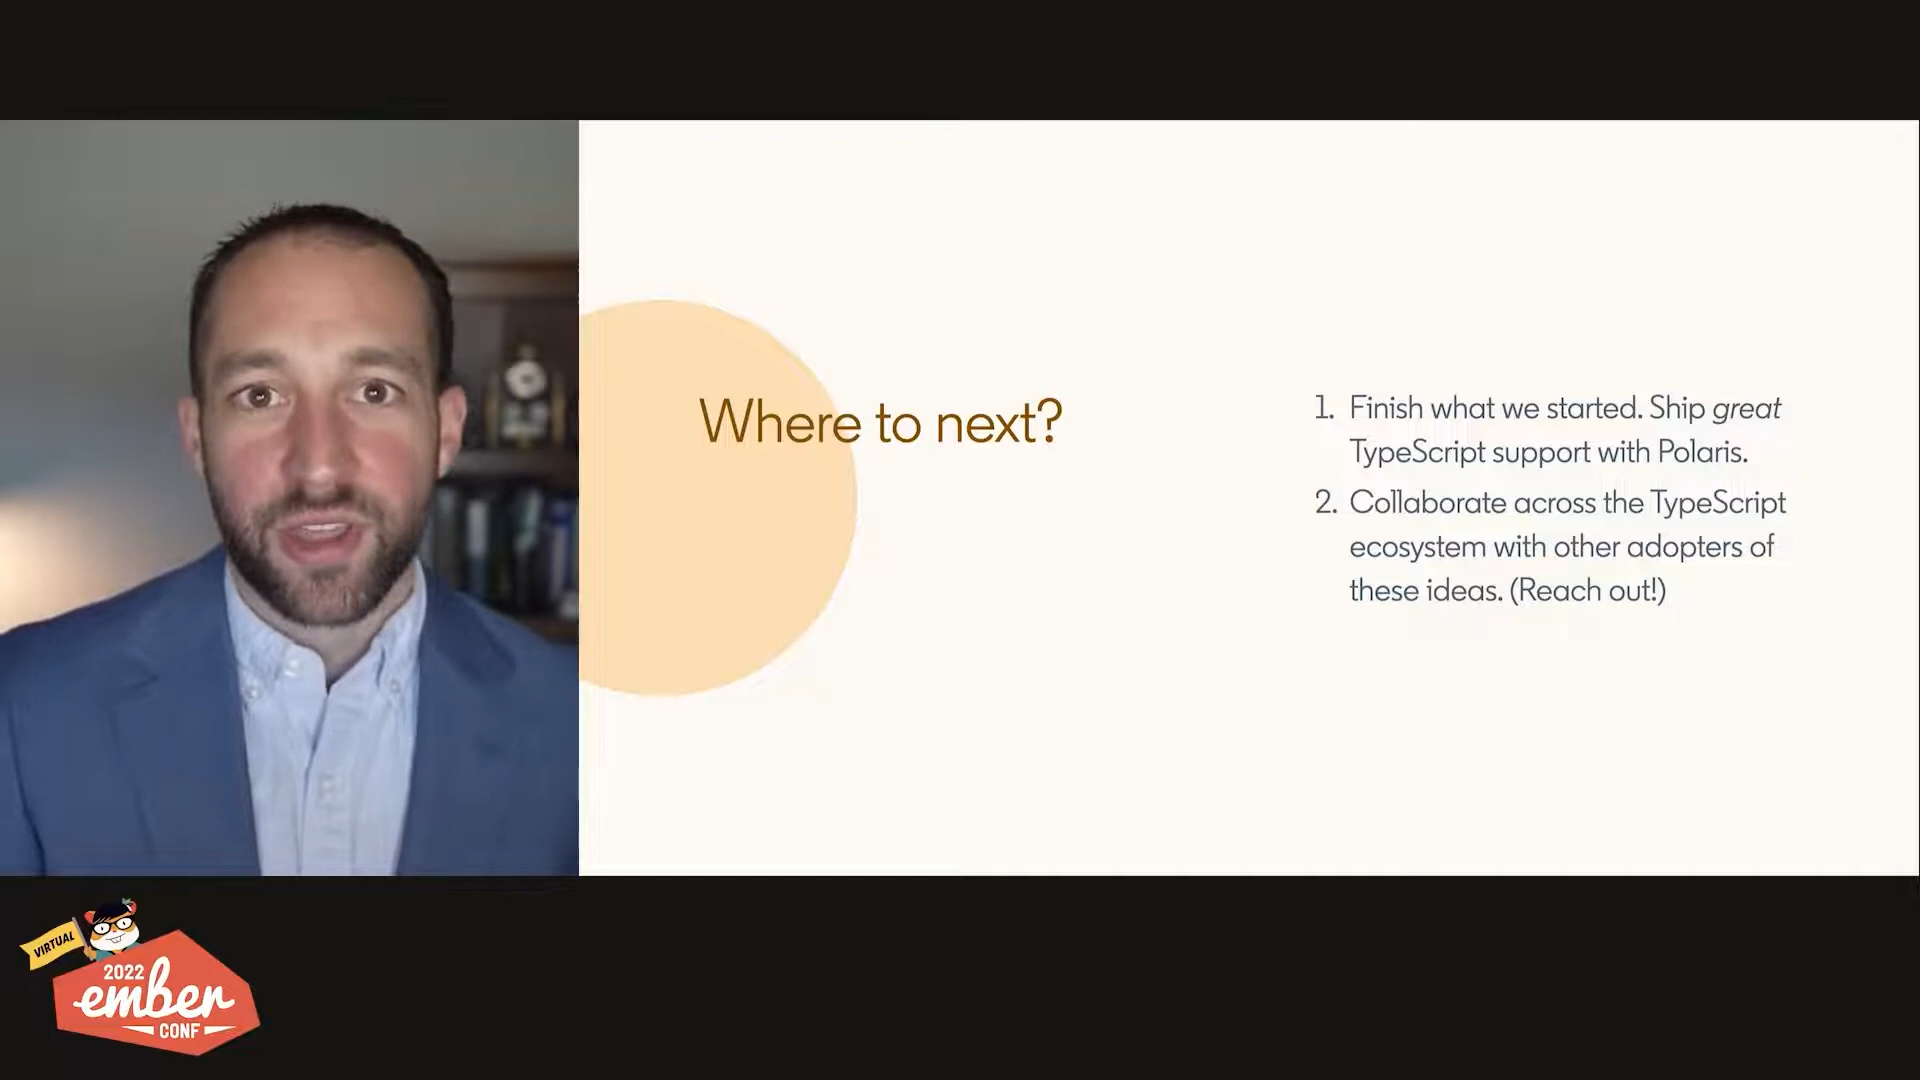 Where to next?
1. Finish what we started. Ship great
TypeScript support with Polaris.
2. Collaborate across the TypeScript
ecosystem with other adopters of
these ideas. (Reach out!)
VIRTUAL
2022
ember
CONF